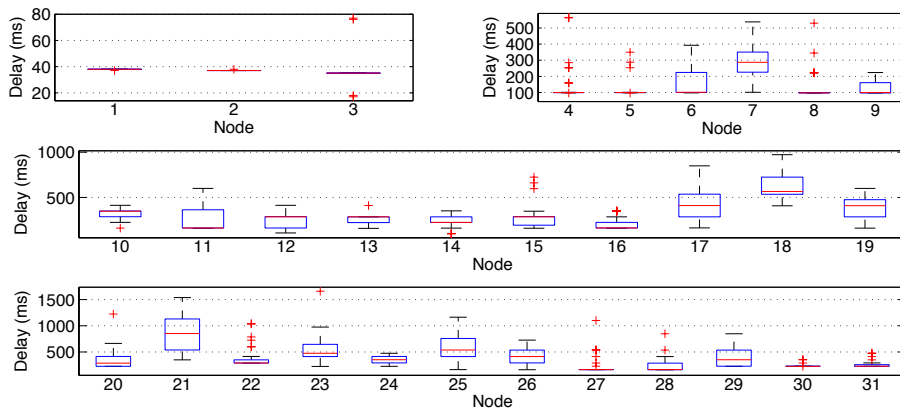 80
60
40
20
Delay (ms)
1 2 3
Node
500
400
300
200
100
Delay (ms)
4 5 6 7 8 9
Node
1000
500
Delay (ms)
10 11 12 13 14 15 16 17 18 19
Node
1500
1000
500
Delay (ms)
20 21 22 23 24 25 26 27 28 29 30 31
Node